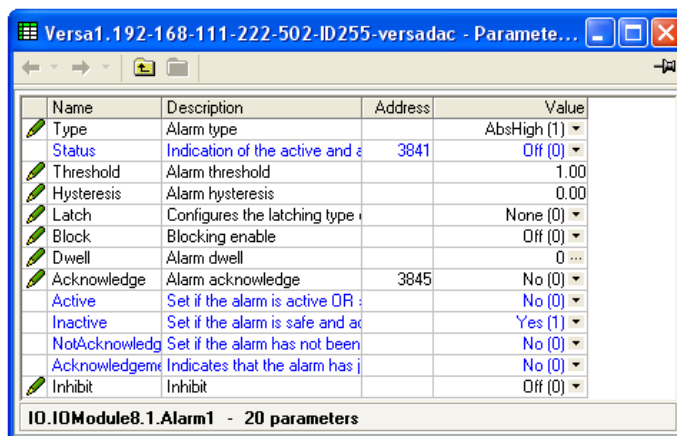 Versa1.192-168-111-222-502-ID255-versadac - Paramete...
Name Description Address Value
Type Alarm type AbsHigh (1)
Status Indication of the active and a 3841 Off (0)
Threshold Alarm threshold 1.00
Hysteresis Alarm hysteresis 0.00
Latch Configures the latching type None (0)
Block Blocking enable Off (0)
Dwell Alarm dwell 0 ...
Acknowledge Alarm acknowledge 3845 No (0)
Active Set if the alarm is active OR No (0)
Inactive Set if the alarm is safe and ac Yes (1)
NotAcknowledg Set if the alarm has not been No (0)
Acknowledgeme Indicates that the alarm has j No (0)
Inhibit Inhibit Off (0)
IO.IOModule8.1.Alarm1 - 20 parameters